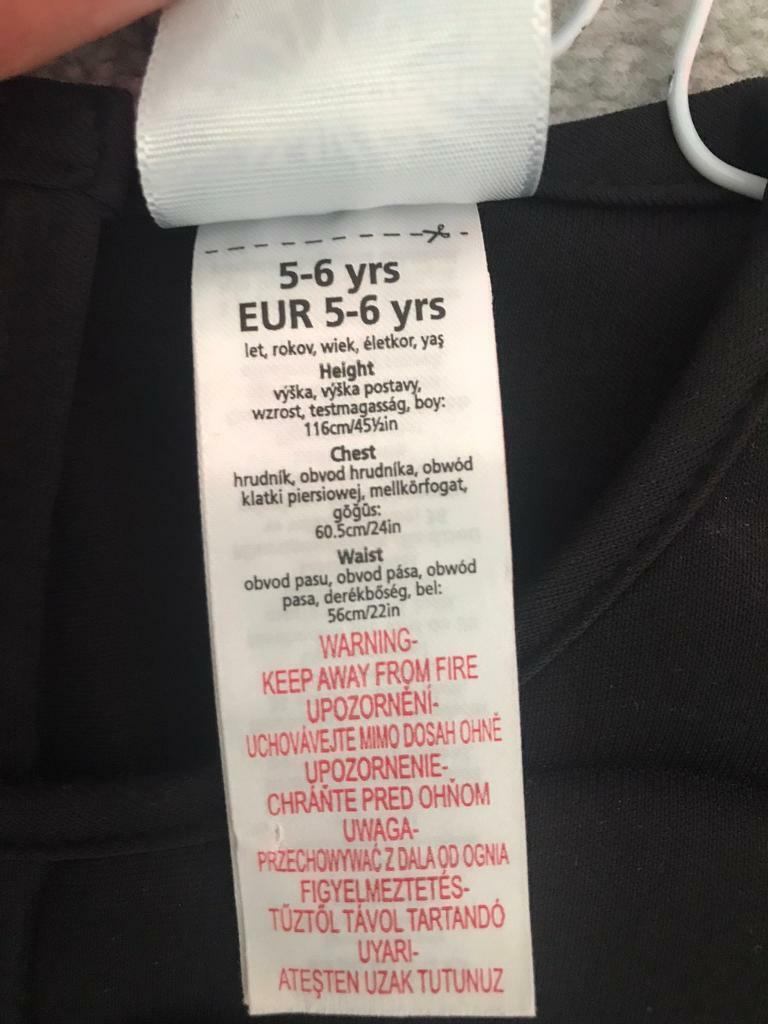 5-6 yrs
EUR 5-6 yrs
let, rokov, wiek, életkor, yaş
Height
výška, výška postavy,
wzrost, testmagasság, boy:
116cm/45½in
Chest
hrudník, obvod hrudníka, obwód
klatki piersiowej, mellkőrfogat,
gőğüs:
60.5cm/24in
Waist
obvod pasu, obvod pása, obwód
pasa, derékbőség, bel:
56cm/22in
WARNING-
KEEP AWAY FROM FIRE
UPOZORNĚNÍ-
UCHOVÁVEJTE MIMO DOSAH OHNĚ
UPOZORNENIE-
CHRÁŇTE PRED OHŇOM
UWAGA-
PRZECHOWYWAĆ Z DALA OD OGNIA
FIGYELMEZTETÉS-
TŰZTŐL TÁVOL TARTANDÓ
UYARI-
ATEŞTEN UZAK TUTUNUZ